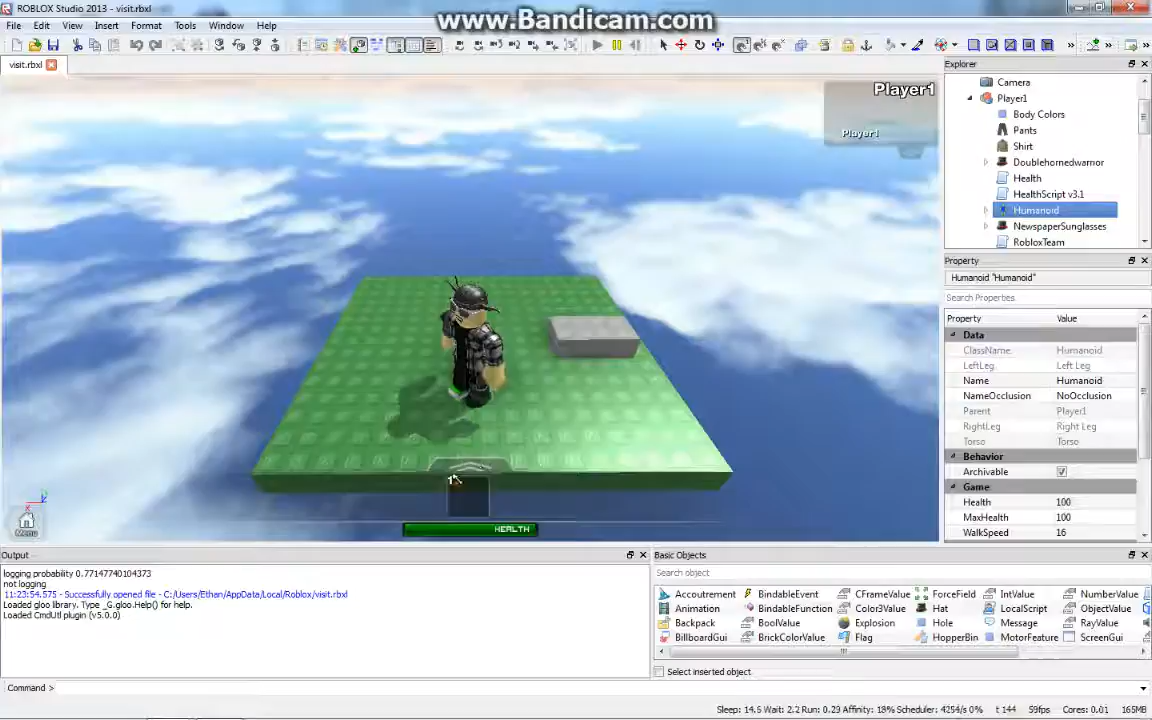 ROBLOX Studio 2013 - visit.rbxl
www.Bandicam.com
File Edit View Insert Format Tools Window Help
visit.rbxl
Player1
Player1
1
HEALTH
Menu
Explorer
Camera
Player1
Body Colors
Pants
Shirt
Doublehornedwarrior
Health
HealthScript v3.1
Humanoid
NewspaperSunglasses
RobloxTeam
Property
Humanoid "Humanoid"
Search Properties
Property Value
Data
ClassName Humanoid
LeftLeg Left Leg
Name Humanoid
NameOcclusion NoOcclusion
Parent Player1
RightLeg Right Leg
Torso Torso
Behavior
Archivable
Game
Health 100
MaxHealth 100
WalkSpeed 16
Output
logging probability 0.77147740104373
not logging
11:23:54.575 - Successfully opened file - C:/Users/Ethan/AppData/Local/Roblox/visit.rbxl
Loaded gloo library. Type _G.gloo.Help() for help.
Loaded CmdUtl plugin (v5.0.0)
Basic Objects
Search object
Accoutrement BindableEvent CFrameValue ForceField IntValue NumberValue
Animation BindableFunction Color3Value Hat LocalScript ObjectValue
Backpack BoolValue Explosion Hole Message RayValue
BillboardGui BrickColorValue Flag HopperBin MotorFeature ScreenGui
Select inserted object
Command >
Sleep: 14.6 Wait: 2.2 Run: 0.29 Affinity: 18% Scheduler: 4254/s 0% t 144 59fps Cores: 0.01 165MB